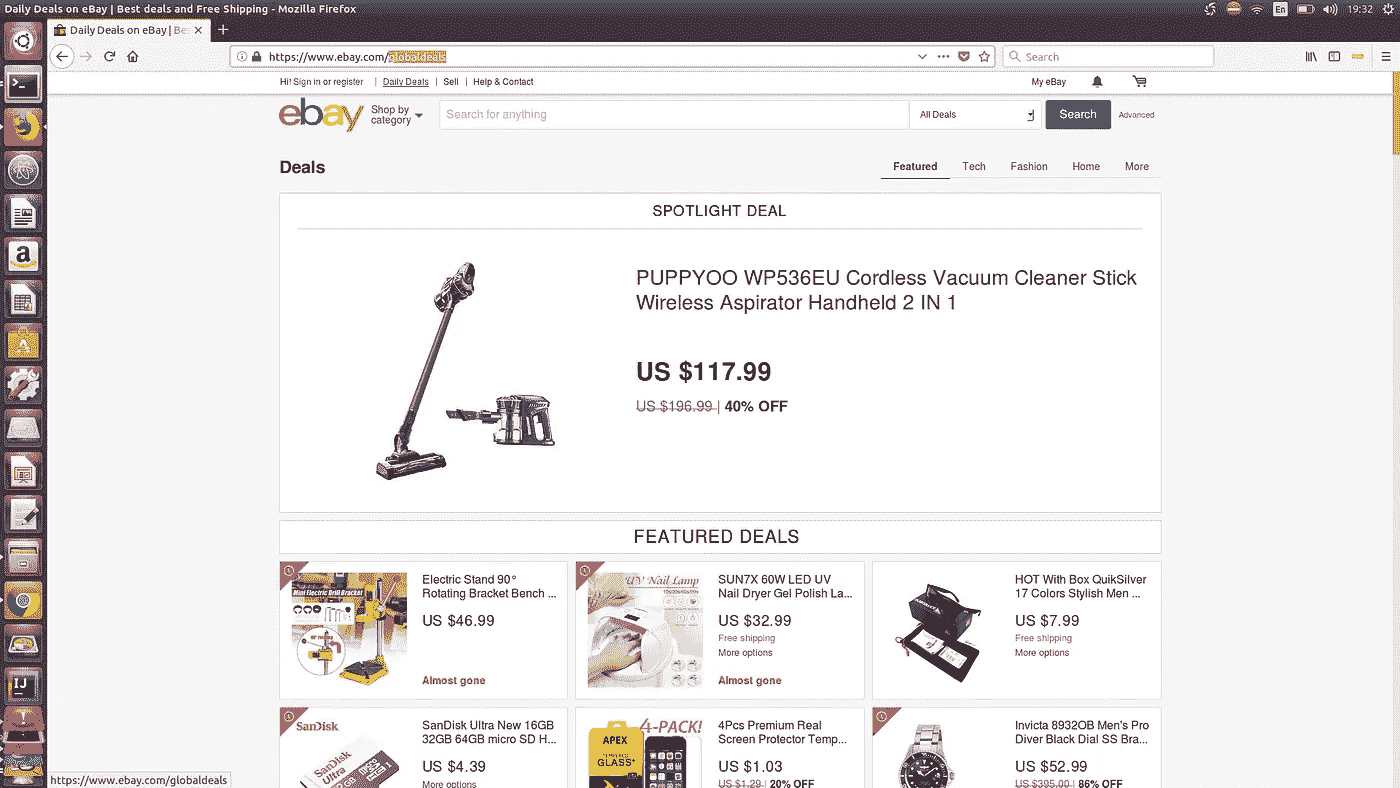 Daily Deals on eBay | Best deals and Free Shipping - Mozilla Firefox
En
19:32
Daily Deals on eBay | Bes
https://www.ebay.com/globaldeals
Search
Hi! Sign in or register | Daily Deals | Sell | Help & Contact
My eBay
ebay
Shop by
category
Search for anything
All Deals
Search
Advanced
Deals
Featured
Tech
Fashion
Home
More
SPOTLIGHT DEAL
PUPPYOO WP536EU Cordless Vacuum Cleaner Stick
Wireless Aspirator Handheld 2 IN 1
US $117.99
US $196.99 | 40% OFF
FEATURED DEALS
Mini Electric Drill Bracket
Electric Stand 90°
Rotating Bracket Bench ...
US $46.99
Almost gone
UV Nail Lamp
SUN7X 60W LED UV
Nail Dryer Gel Polish La...
US $32.99
Free shipping
More options
Almost gone
HOT With Box QuikSilver
17 Colors Stylish Men ...
US $7.99
Free shipping
More options
SanDisk
SanDisk
Ultra
SanDisk Ultra New 16GB
32GB 64GB micro SD H...
US $4.39
More options
4-PACK!
APEX
GLASS+
4Pcs Premium Real
Screen Protector Temp...
US $1.03
US $1.29 | 20% OFF
Invicta 8932OB Men's Pro
Diver Black Dial SS Bra...
US $52.99
US $395.00 | 86% OFF
IJ
https://www.ebay.com/globaldeals